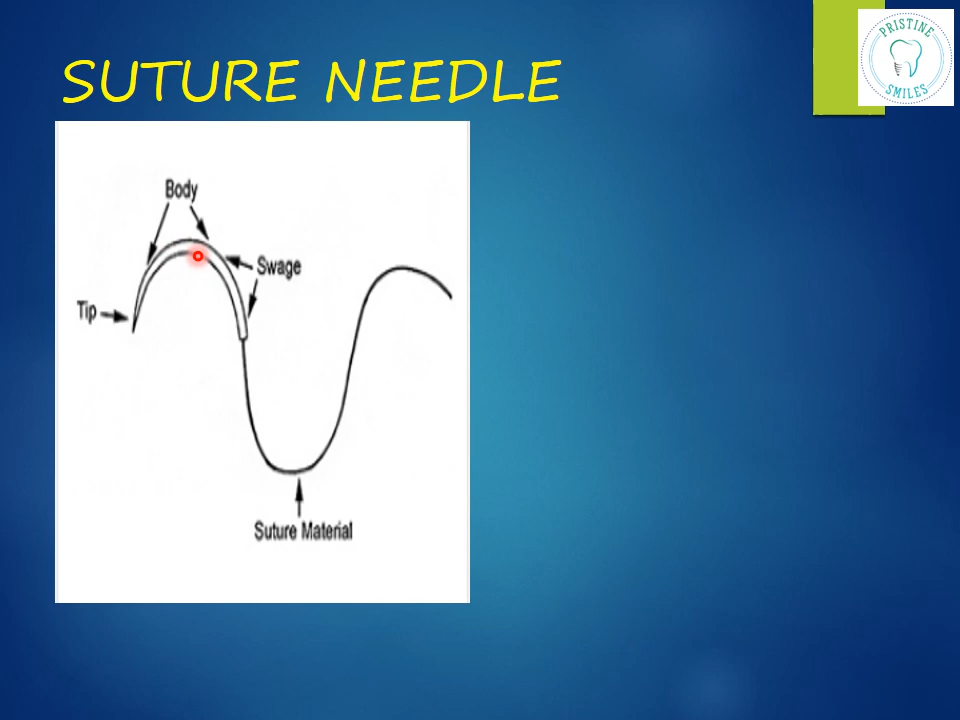 SUTURE NEEDLE
PRISTINE
SMILES
Body
Swage
Tip
Suture Material